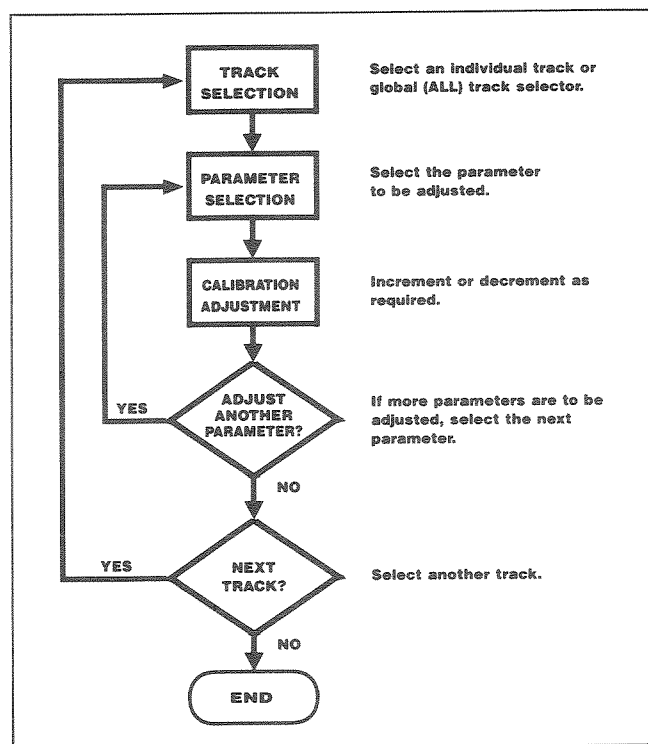 TRACK
SELECTION
Select an individual track or
global (ALL) track selector.
PARAMETER
SELECTION
Select the parameter
to be adjusted.
CALIBRATION
ADJUSTMENT
Increment or decrement as
required.
ADJUST
ANOTHER
PARAMETER?
YES
If more parameters are to be
adjusted, select the next
parameter.
NO
NEXT
TRACK?
YES
Select another track.
NO
END